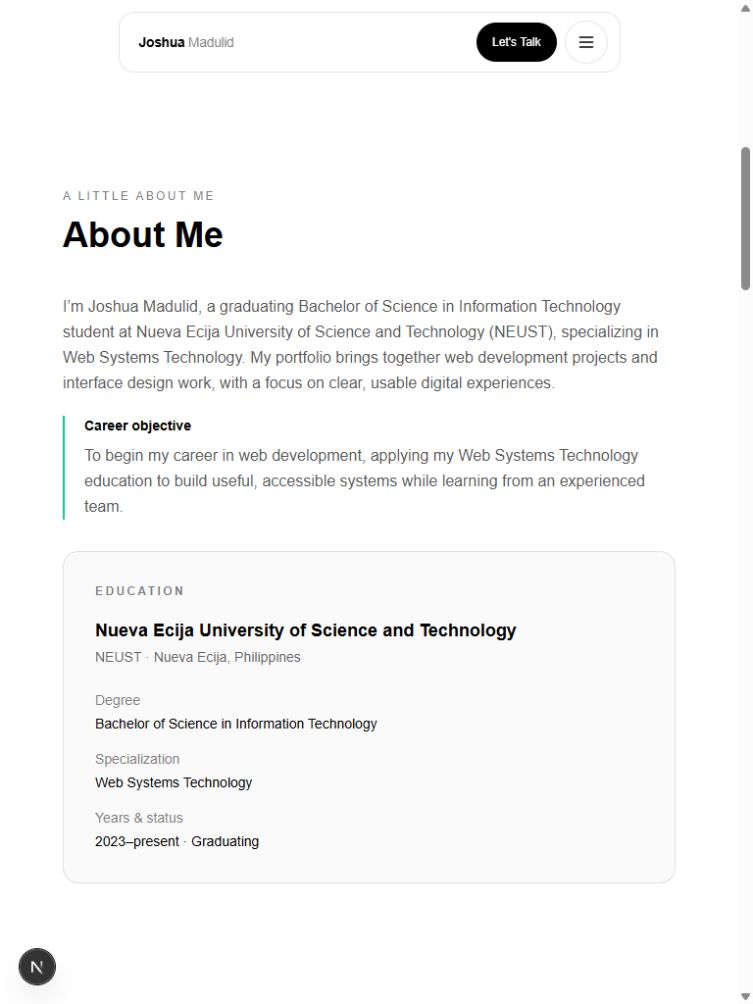 Joshua Madulid
Let's Talk
A LITTLE ABOUT ME
About Me
I'm Joshua Madulid, a graduating Bachelor of Science in Information Technology
student at Nueva Ecija University of Science and Technology (NEUST), specializing in
Web Systems Technology. My portfolio brings together web development projects and
interface design work, with a focus on clear, usable digital experiences.
Career objective
To begin my career in web development, applying my Web Systems Technology
education to build useful, accessible systems while learning from an experienced
team.
EDUCATION
Nueva Ecija University of Science and Technology
NEUST · Nueva Ecija, Philippines
Degree
Bachelor of Science in Information Technology
Specialization
Web Systems Technology
Years & status
2023–present · Graduating
N